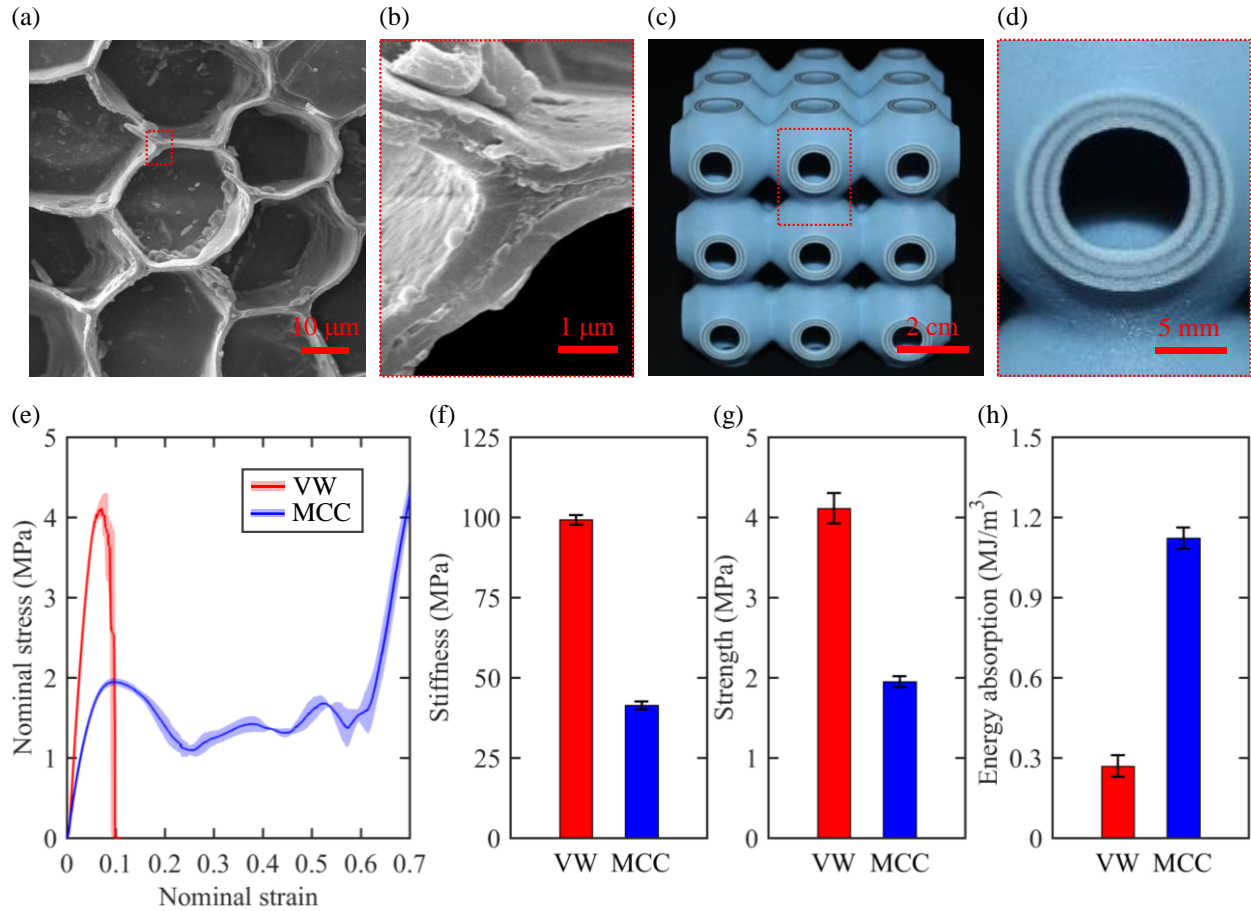 (a)
(b)
(c)
(d)
10 μm
1 μm
2 cm
5 mm
(e)
(f)
(g)
(h)
5
4
3
2
1
0
Nominal stress (MPa)
VW
MCC
0 0.1 0.2 0.3 0.4 0.5 0.6 0.7
Nominal strain
125
100
75
50
25
0
Stiffness (MPa)
VW MCC
5
4
3
2
1
0
Strength (MPa)
VW MCC
1.5
1.2
0.9
0.6
0.3
0
Energy absorption (MJ/m³)
VW MCC